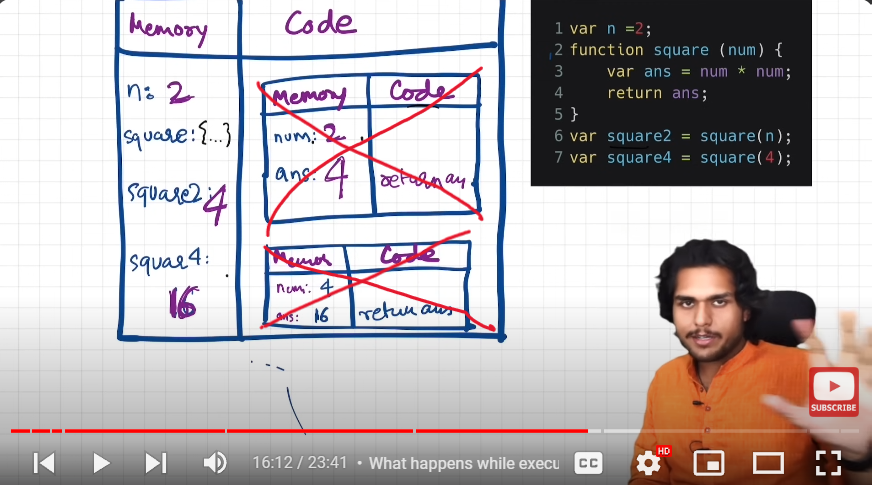 Memory
Code
n: 2
square: {...}
square2: 4
squar4:
16
Memory
Code
num: 2
ans: 4
return an
Memor
Code
num: 4
ans: 16
return ans
1 var n =2;
2 function square (num) {
3 var ans = num * num;
4 return ans;
5 }
6 var square2 = square(n);
7 var square4 = square(4);
SUBSCRIBE
16:12 / 23:41 • What happens while execu
CC
HD